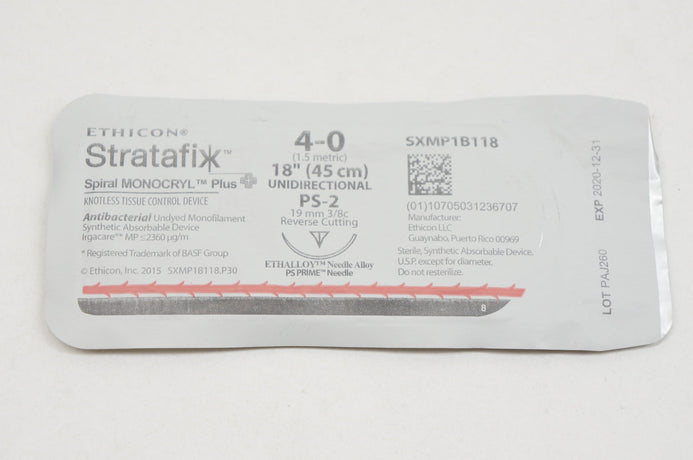 ETHICON®
Stratafix™
Spiral MONOCRYL™ Plus
KNOTLESS TISSUE CONTROL DEVICE
Antibacterial Undyed Monofilament
Synthetic Absorbable Device
Irgacare®* MP ≤2360 μg/m
* Registered Trademark of BASF Group
© Ethicon, Inc. 2015 SXMP1B118.P30
4-0
(1.5 metric)
18" (45 cm)
UNIDIRECTIONAL
PS-2
19 mm 3/8c
Reverse Cutting
ETHALLOY™ Needle Alloy
PS PRIME™ Needle
SXMP1B118
(01)10705031236707
Manufacturer:
Ethicon LLC
Guaynabo, Puerto Rico 00969
Sterile, Synthetic Absorbable Device.
U.S.P. except for diameter.
Do not resterilize.
8
LOT PAJ260 EXP 2020-12-31